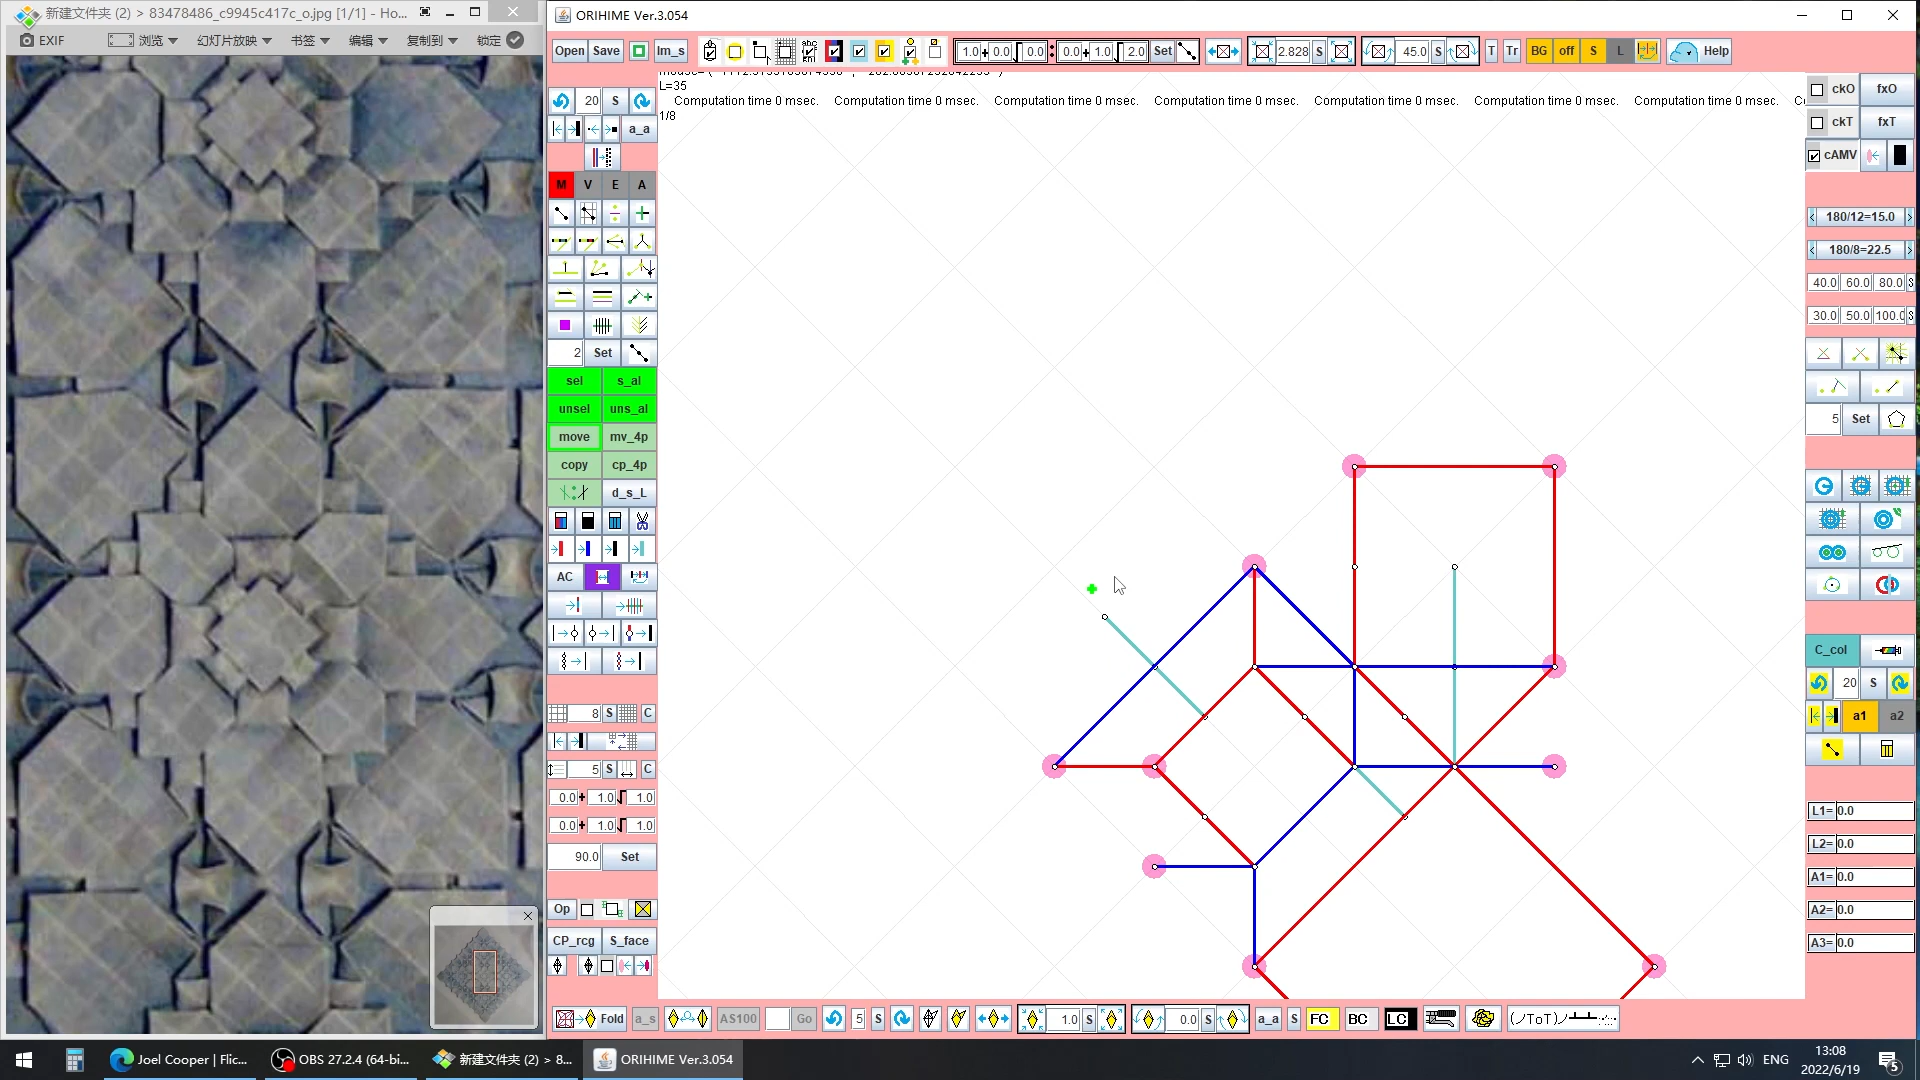 新建文件夹 (2) > 83478486_c9945c417c_o.jpg [1/1] - Ho...
EXIF 浏览 幻灯片放映 书签 编辑 复制到 锁定
ORIHIME Ver.3.054
Open Save Im_s 1.0 + 0.0 √ 0.0 : 0.0 + 1.0 √ 2.0 Set 2.828 S 45.0 S T Tr BG off S L Help
L=35
Computation time 0 msec. Computation time 0 msec. Computation time 0 msec. Computation time 0 msec. Computation time 0 msec. Computation time 0 msec. Computation time 0 msec.
1/8
20 S
a_a
M V E A
2 Set
sel s_al
unsel uns_al
move mv_4p
copy cp_4p
d_s_L
AC
8 S C
5 S C
0.0 + 1.0 √ 1.0
0.0 + 1.0 √ 1.0
90.0 Set
Op
CP_rcg S_face
ckO fxO
ckT fxT
cAMV
180/12=15.0
180/8=22.5
40.0 60.0 80.0 S
30.0 50.0 100.0 S
5 Set
C_col
20 S
a1 a2
L1= 0.0
L2= 0.0
A1= 0.0
A2= 0.0
A3= 0.0
Fold a_s AS100 Go 5 S 1.0 S 0.0 S a_a S FC BC LC (ノToT)ノ
Joel Cooper | Flic... OBS 27.2.4 (64-bi... 新建文件夹 (2) > 8... ORIHIME Ver.3.054 ENG
13:08
2022/6/19
5